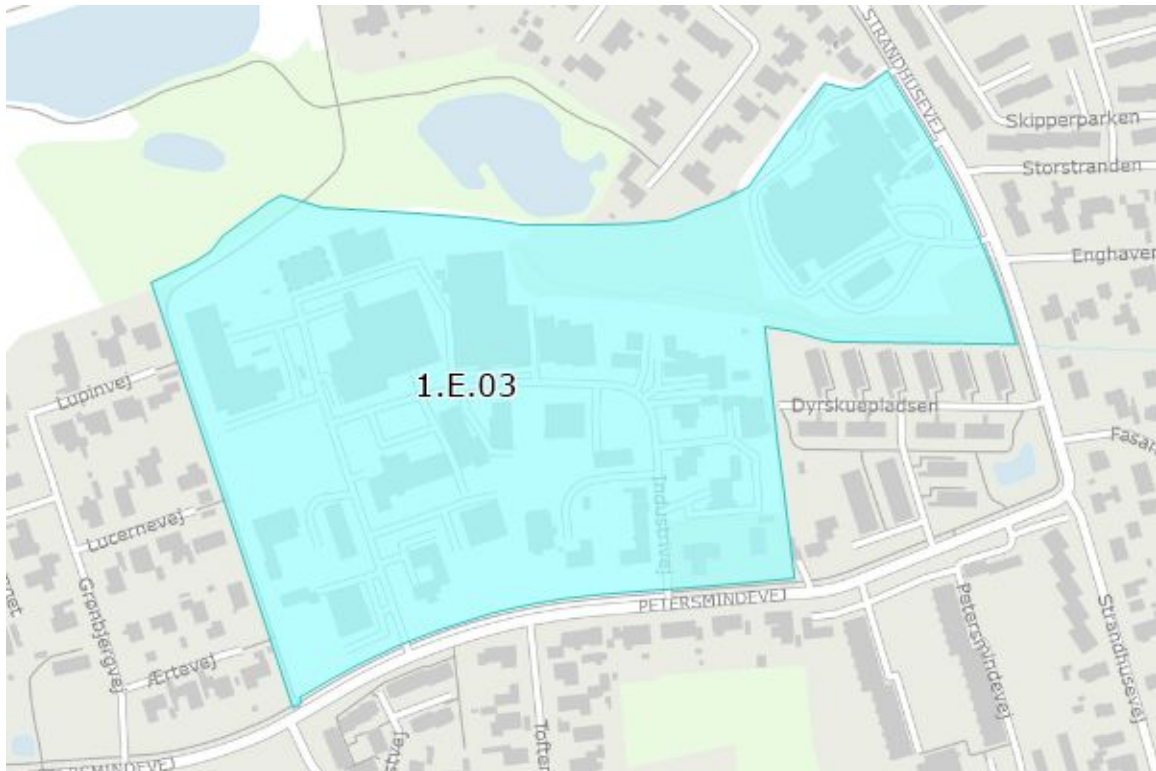 STRANDHUSEVEJ
Skipperparken
Storstranden
Enghaven
Lupinvej
1.E.03
Dyrskuepladsen
Industrivej
Lucernevej
Grønbjergvej
Ærtevej
PETERSMINDEVEJ
Petersmindevej
Strandhusevej